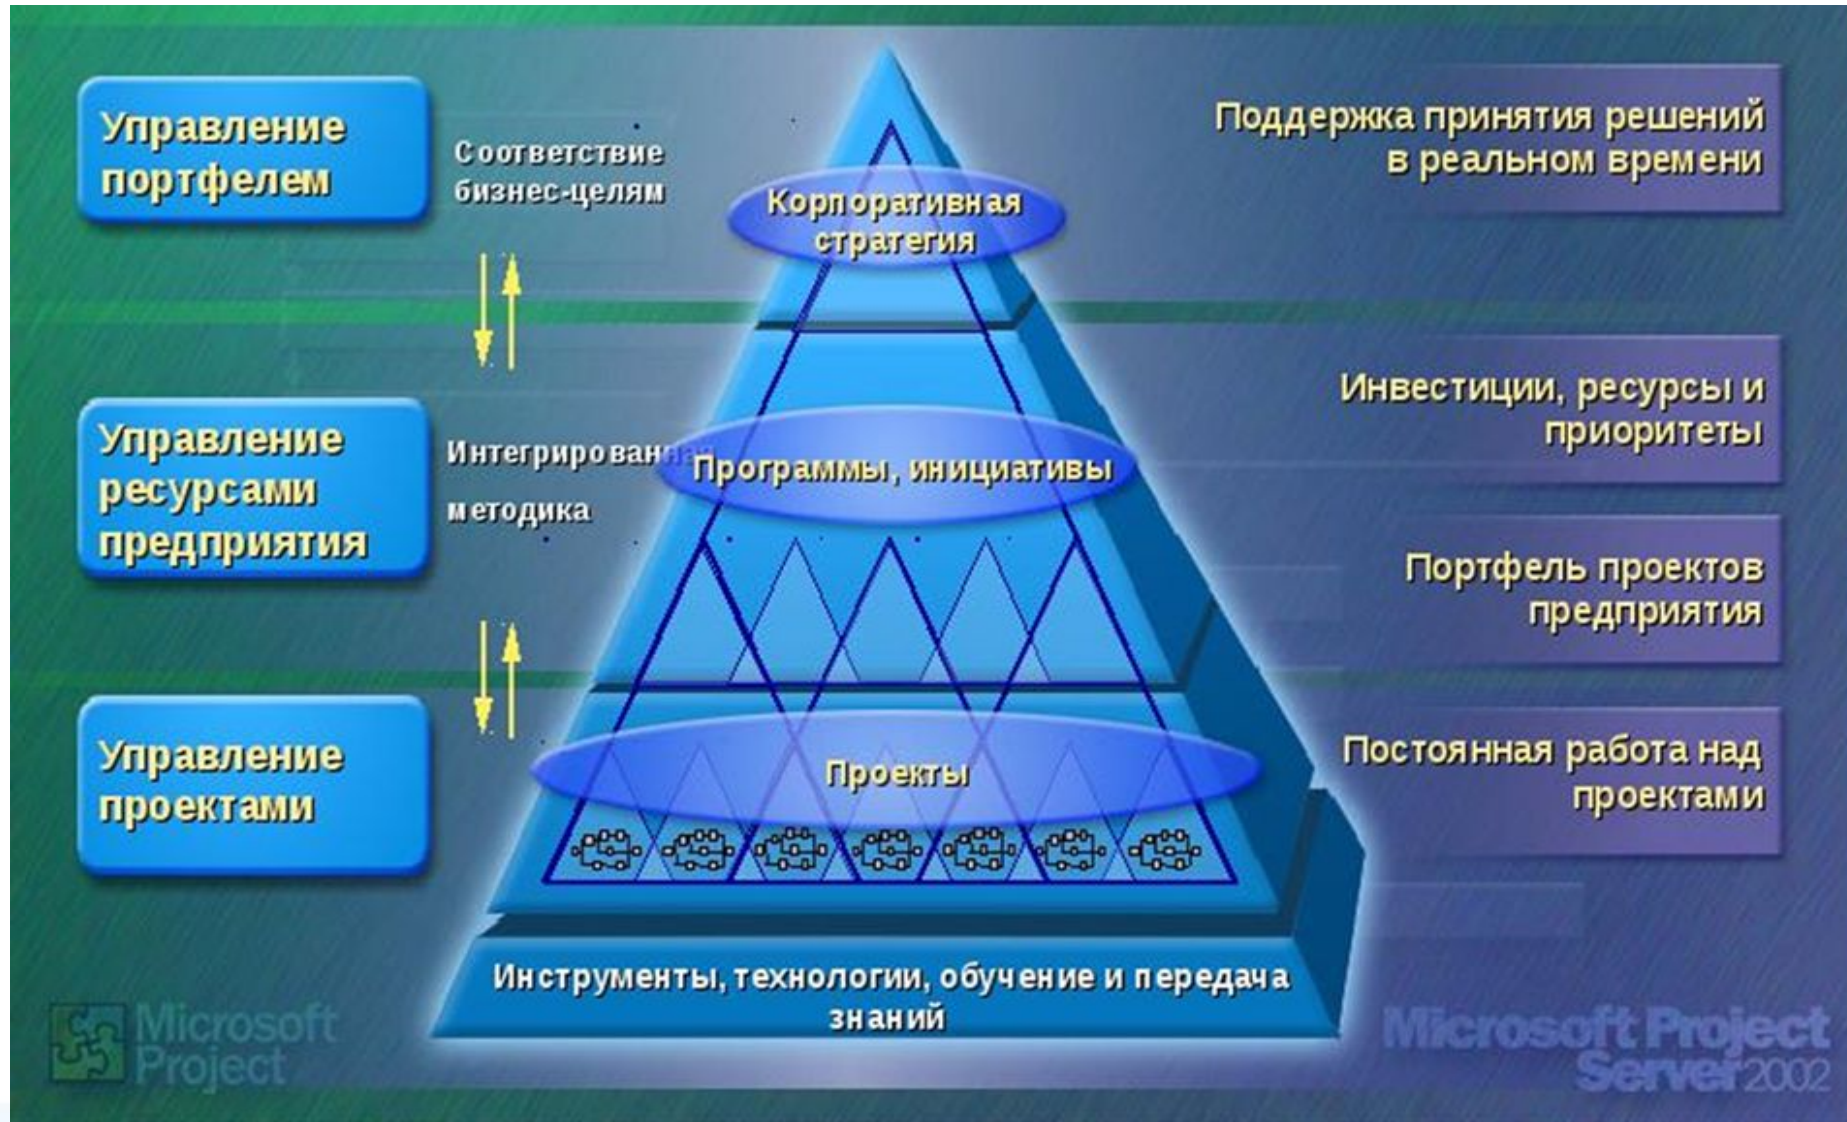 Управление
портфелем
Соответствие
бизнес-целям
Корпоративная
стратегия
Поддержка принятия решений
в реальном времени
Управление
ресурсами
предприятия
Интегрированная
методика
Программы, инициативы
Инвестиции, ресурсы и
приоритеты
Портфель проектов
предприятия
Управление
проектами
Проекты
Постоянная работа над
проектами
Инструменты, технологии, обучение и передача
знаний
Microsoft
Project
Microsoft Project
Server 2002